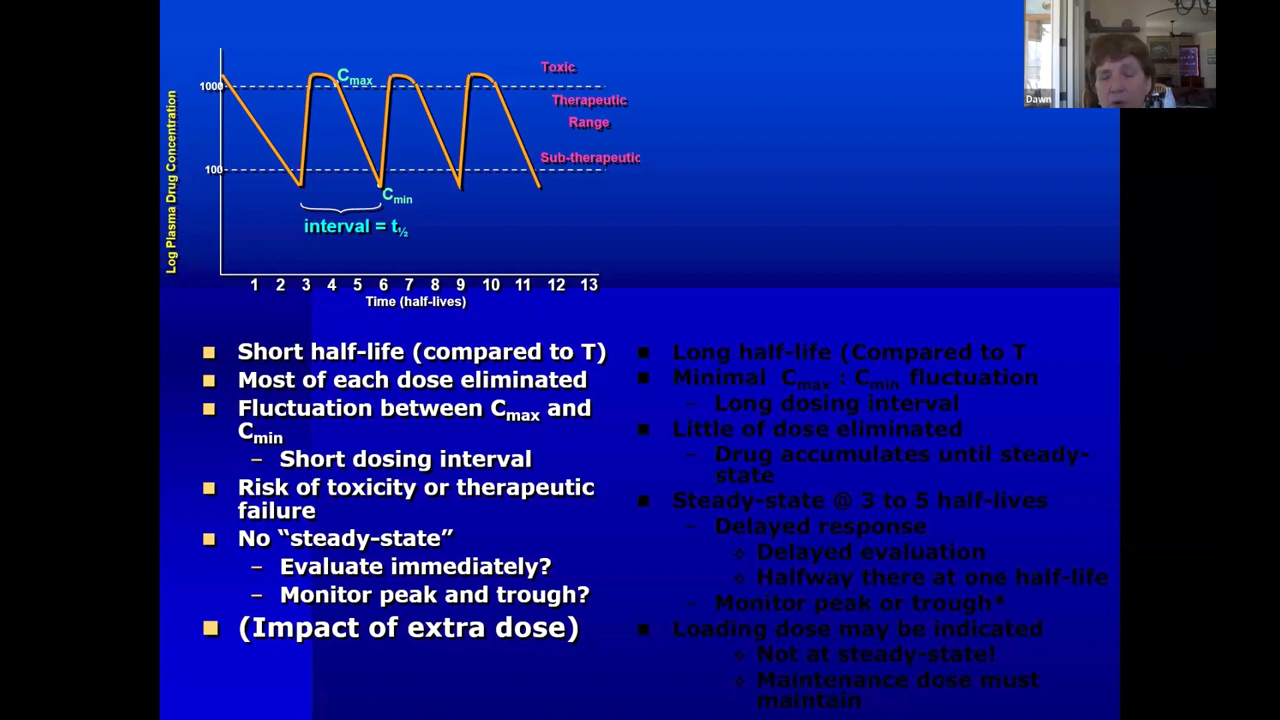 Dawn
Log Plasma Drug Concentration
1000
100
Cmax
Toxic
Therapeutic
Range
Sub-therapeutic
Cmin
interval = t½
1 2 3 4 5 6 7 8 9 10 11 12 13
Time (half-lives)
■ Short half-life (compared to T)
■ Most of each dose eliminated
■ Fluctuation between Cmax and
Cmin
– Short dosing interval
■ Risk of toxicity or therapeutic
failure
■ No “steady-state”
– Evaluate immediately?
– Monitor peak and trough?
■ (Impact of extra dose)
■ Long half-life (Compared to T
■ Minimal Cmax : Cmin fluctuation
– Long dosing interval
■ Little of dose eliminated
– Drug accumulates until steady-
state
■ Steady-state @ 3 to 5 half-lives
– Delayed response
❖ Delayed evaluation
❖ Halfway there at one half-life
– Monitor peak or trough*
■ Loading dose may be indicated
❖ Not at steady-state!
❖ Maintenance dose must
maintain